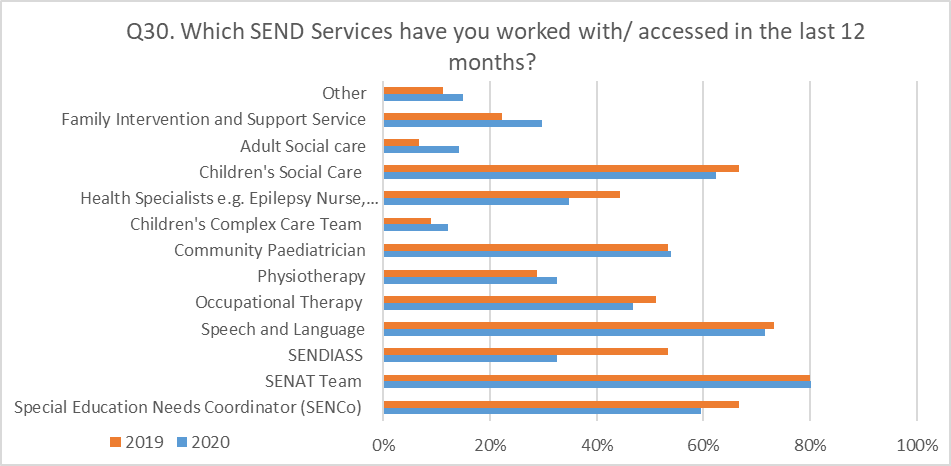 Q30. Which SEND Services have you worked with/ accessed in the last 12
months?
Other
Family Intervention and Support Service
Adult Social care
Children's Social Care
Health Specialists e.g. Epilepsy Nurse,...
Children's Complex Care Team
Community Paediatrician
Physiotherapy
Occupational Therapy
Speech and Language
SENDIASS
SENAT Team
Special Education Needs Coordinator (SENCo)
2019 2020
0% 20% 40% 60% 80% 100%